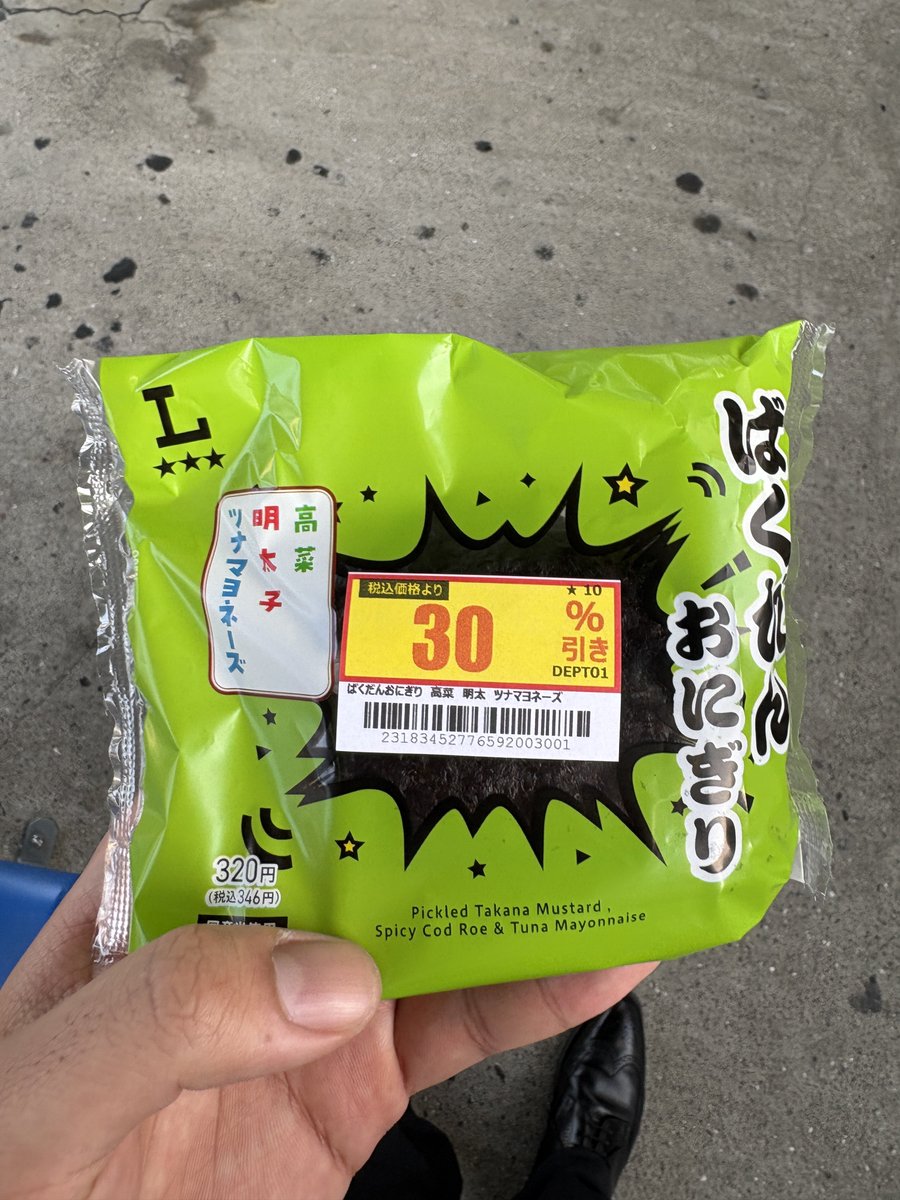 L
ばくだん
おにぎり
高菜
明太子
ツナマヨネーズ
税込価格より
★10
30%引き
DEPT01
ばくだんおにぎり 高菜 明太 ツナマヨネーズ
23183452776592003001
320円
(税込346円)
Pickled Takana Mustard ,
Spicy Cod Roe & Tuna Mayonnaise